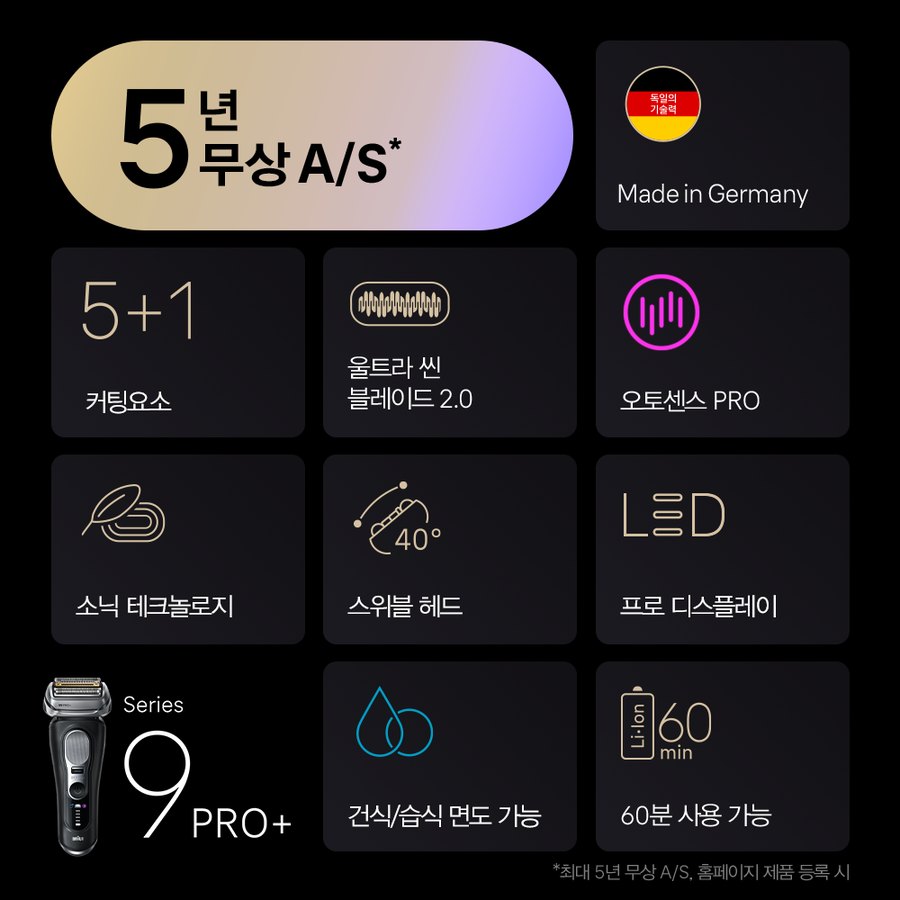 5년
무상 A/S*
독일의
기술력
Made in Germany
5+1
커팅요소
울트라 씬
블레이드 2.0
오토센스 PRO
소닉 테크놀로지
40°
스위블 헤드
LED
프로 디스플레이
Series
9 PRO+
BRAUN
건식/습식 면도 가능
Li-Ion
60
min
60분 사용 가능
*최대 5년 무상 A/S, 홈페이지 제품 등록 시